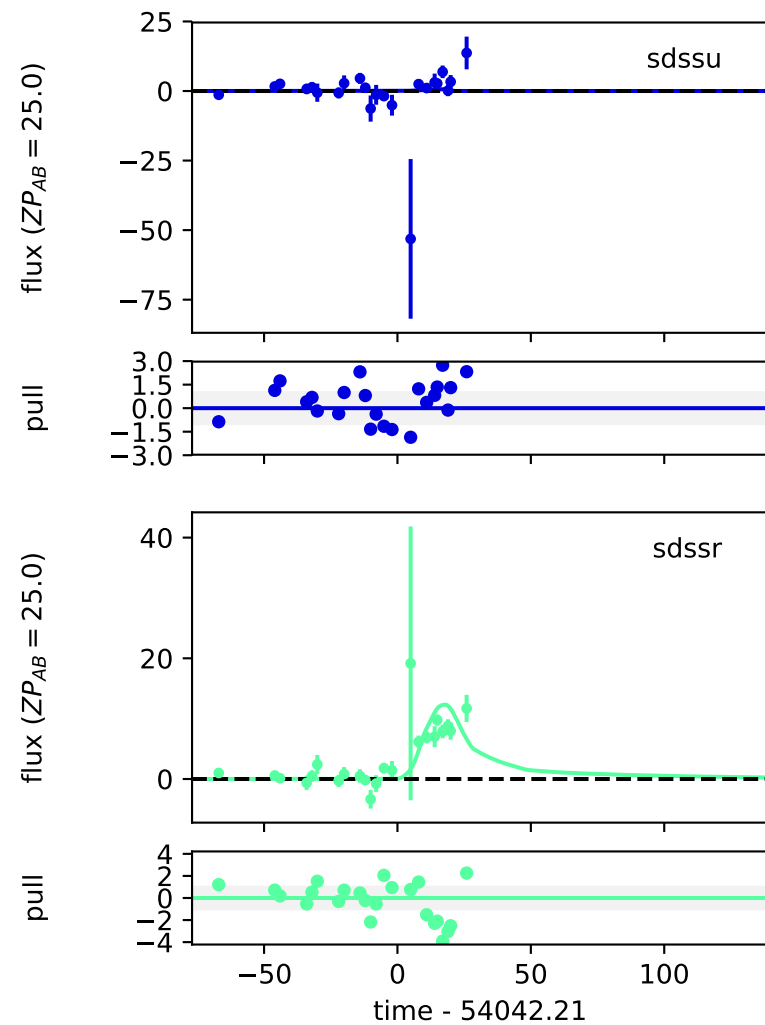 25
sdssu
0
−25
−50
−75
flux (ZP_AB = 25.0)
3.0
1.5
0.0
−1.5
−3.0
pull
40
sdssr
20
0
flux (ZP_AB = 25.0)
4
2
0
−2
−4
pull
−50 0 50 100
time - 54042.21